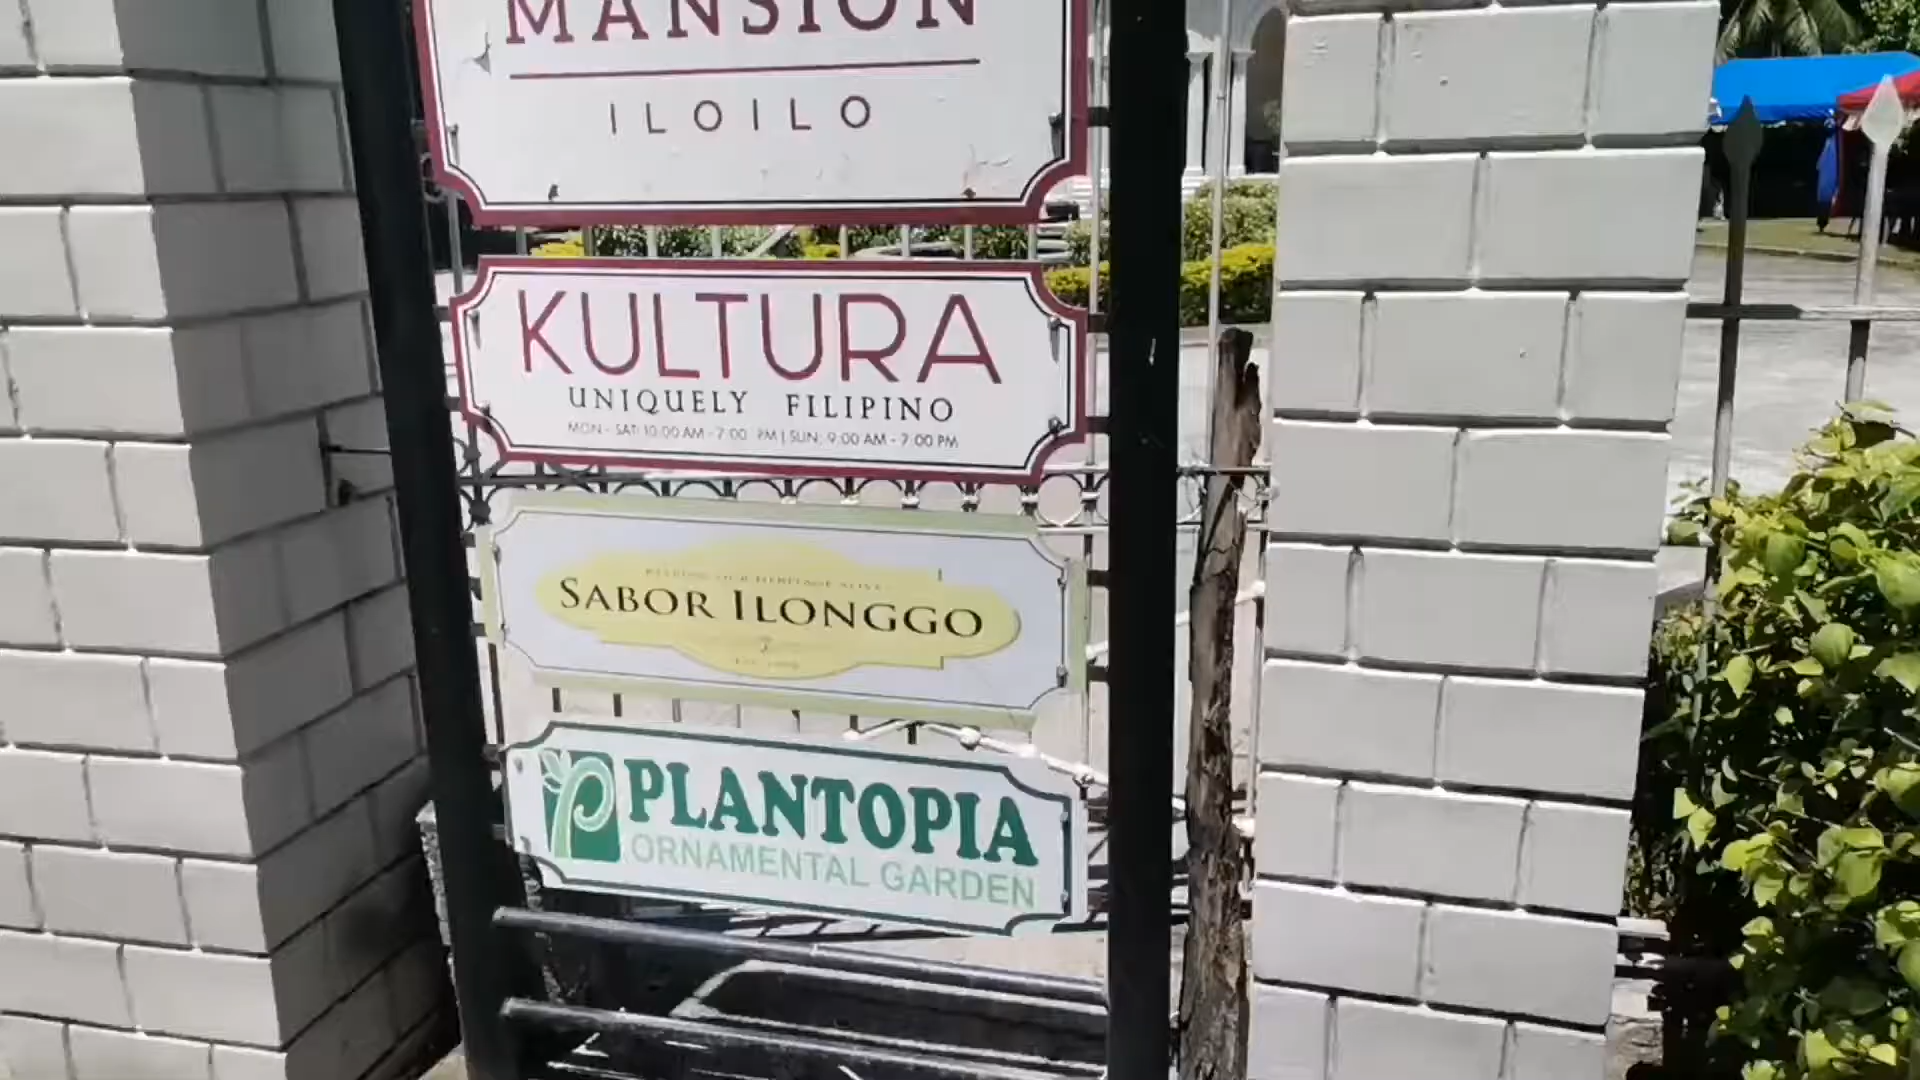 MANSION
ILOILO
KULTURA
UNIQUELY FILIPINO
MON - SAT: 10:00 AM - 7:00 PM | SUN: 9:00 AM - 7:00 PM
SABOR ILONGGO
PLANTOPIA
ORNAMENTAL GARDEN